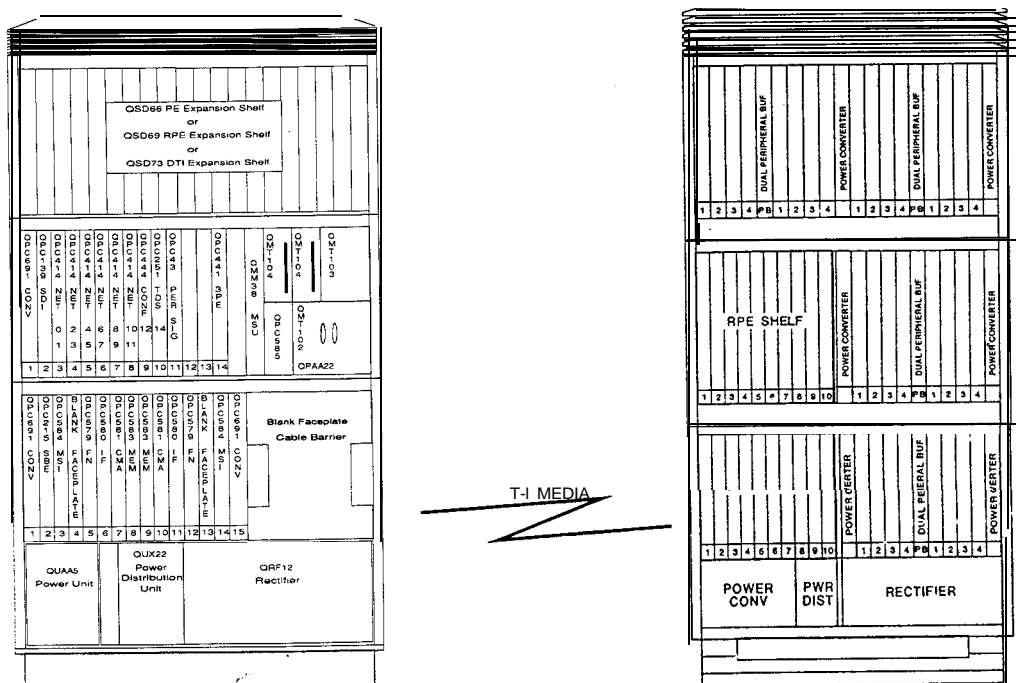 QSD66 PE Expansion Shelf
or
QSD69 RPE Expansion Shelf
or
QSD73 DTI Expansion Shelf
QPC691 CONV
QPC139 SDI
QPC414 NET 0 1
QPC414 NET 2 3
QPC414 NET 4 5
QPC414 NET 6 7
QPC414 NET 8 9
QPC414 NET 10 11
QPC444 CONF 12
QPC251 TDS 14
QPC43 PER SIG
QPC441 3PE
QMM38 MSU
QMT104
QMT104
QMT103
QPC585
QMT102
QPAA22
1 2 3 4 5 6 7 8 9 10 11 12 13 14
QPC691 CONV
QPC215 SBE
QPC584 MSI
BLANK FACEPLATE
QPC579 FN
QPC580 IF
QPC581 CMA
QPC583 MEM
QPC583 MEM
QPC581 CMA
QPC580 IF
QPC579 FN
BLANK FACEPLATE
QPC584 MSI
QPC691 CONV
Blank Faceplate
Cable Barrier
1 2 3 4 5 6 7 8 9 10 11 12 13 14 15
QUAA5
Power Unit
QUX22
Power
Distribution
Unit
QRF12
Rectifier
T-I MEDIA
DUAL PERIPHERAL BUF
POWER CONVERTER
DUAL PERIPHERAL BUF
POWER CONVERTER
1 2 3 4 PB 1 2 3 4 1 2 3 4 PB 1 2 3 4
RPE SHELF
POWER CONVERTER
DUAL PERIPHERAL BUF
POWER CONVERTER
1 2 3 4 5 7 8 9 10 1 2 3 4 PB 1 2 3 4
POWER VERTER
DUAL PEIERAL BUF
POWER VERTER
1 2 3 4 5 6 7 8 9 10 1 2 3 4 PB 1 2 3 4
POWER
CONV
PWR
DIST
RECTIFIER